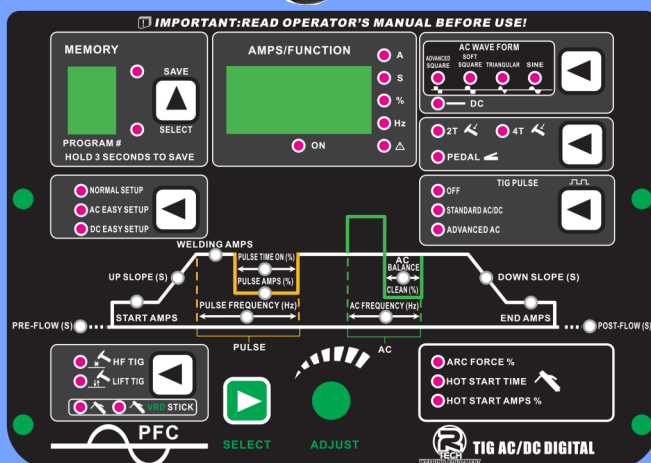 IMPORTANT:READ OPERATOR'S MANUAL BEFORE USE!
MEMORY
SAVE
SELECT
PROGRAM #
HOLD 3 SECONDS TO SAVE
AMPS/FUNCTION
A
S
%
Hz
ON
AC WAVE FORM
ADVANCED SQUARE
SOFT SQUARE
TRIANGULAR
SINE
DC
2T
4T
PEDAL
NORMAL SETUP
AC EASY SETUP
DC EASY SETUP
TIG PULSE
OFF
STANDARD AC/DC
ADVANCED AC
WELDING AMPS
PULSE TIME ON (%)
PULSE AMPS (%)
PULSE FREQUENCY (Hz)
PULSE
AC
BALANCE
CLEAN (%)
AC FREQUENCY (Hz)
AC
UP SLOPE (S)
START AMPS
PRE-FLOW (S)
DOWN SLOPE (S)
END AMPS
POST-FLOW (S)
HF TIG
LIFT TIG
VRD STICK
PFC
SELECT
ADJUST
ARC FORCE %
HOT START TIME
HOT START AMPS %
R
TECH
WELDING EQUIPMENT
TIG AC/DC DIGITAL